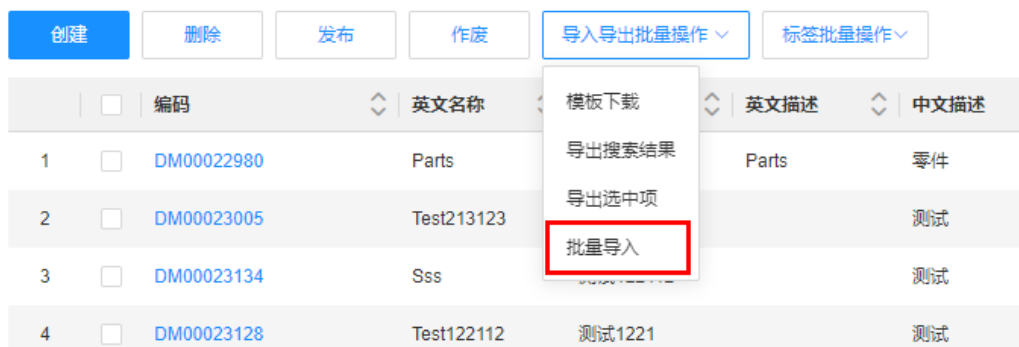 创建 删除 发布 作废 导入导出批量操作 标签批量操作
编码 英文名称 英文描述 中文描述
模板下载
导出搜索结果
导出选中项
批量导入
1 DM00022980 Parts Parts 零件
2 DM00023005 Test213123 测试
3 DM00023134 Sss 测试
4 DM00023128 Test122112 测试1221 测试